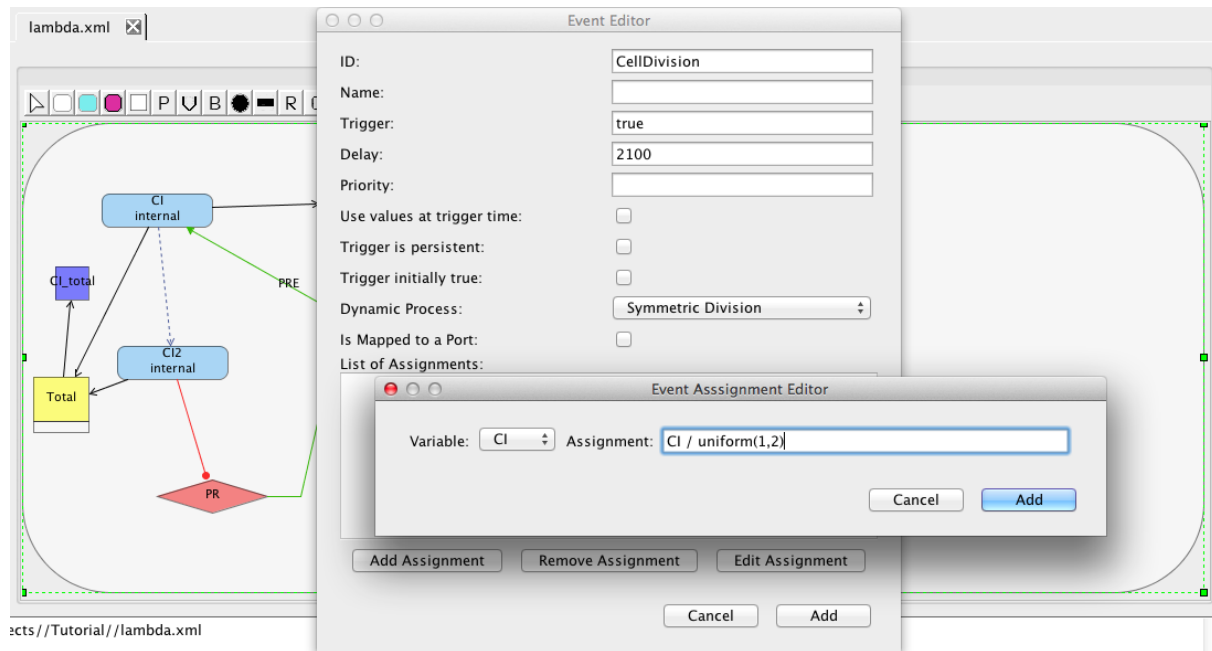 lambda.xml
Event Editor
ID: CellDivision
Name:
Trigger: true
Delay: 2100
Priority:
Use values at trigger time:
Trigger is persistent:
Trigger initially true:
Dynamic Process: Symmetric Division
Is Mapped to a Port:
List of Assignments:
P V B R
CI
internal
CI_total
PRE
CI2
internal
Total
PR
Event Asssignment Editor
Variable: CI Assignment: CI / uniform(1,2)
Cancel Add
Add Assignment Remove Assignment Edit Assignment
Cancel Add
ects//Tutorial//lambda.xml